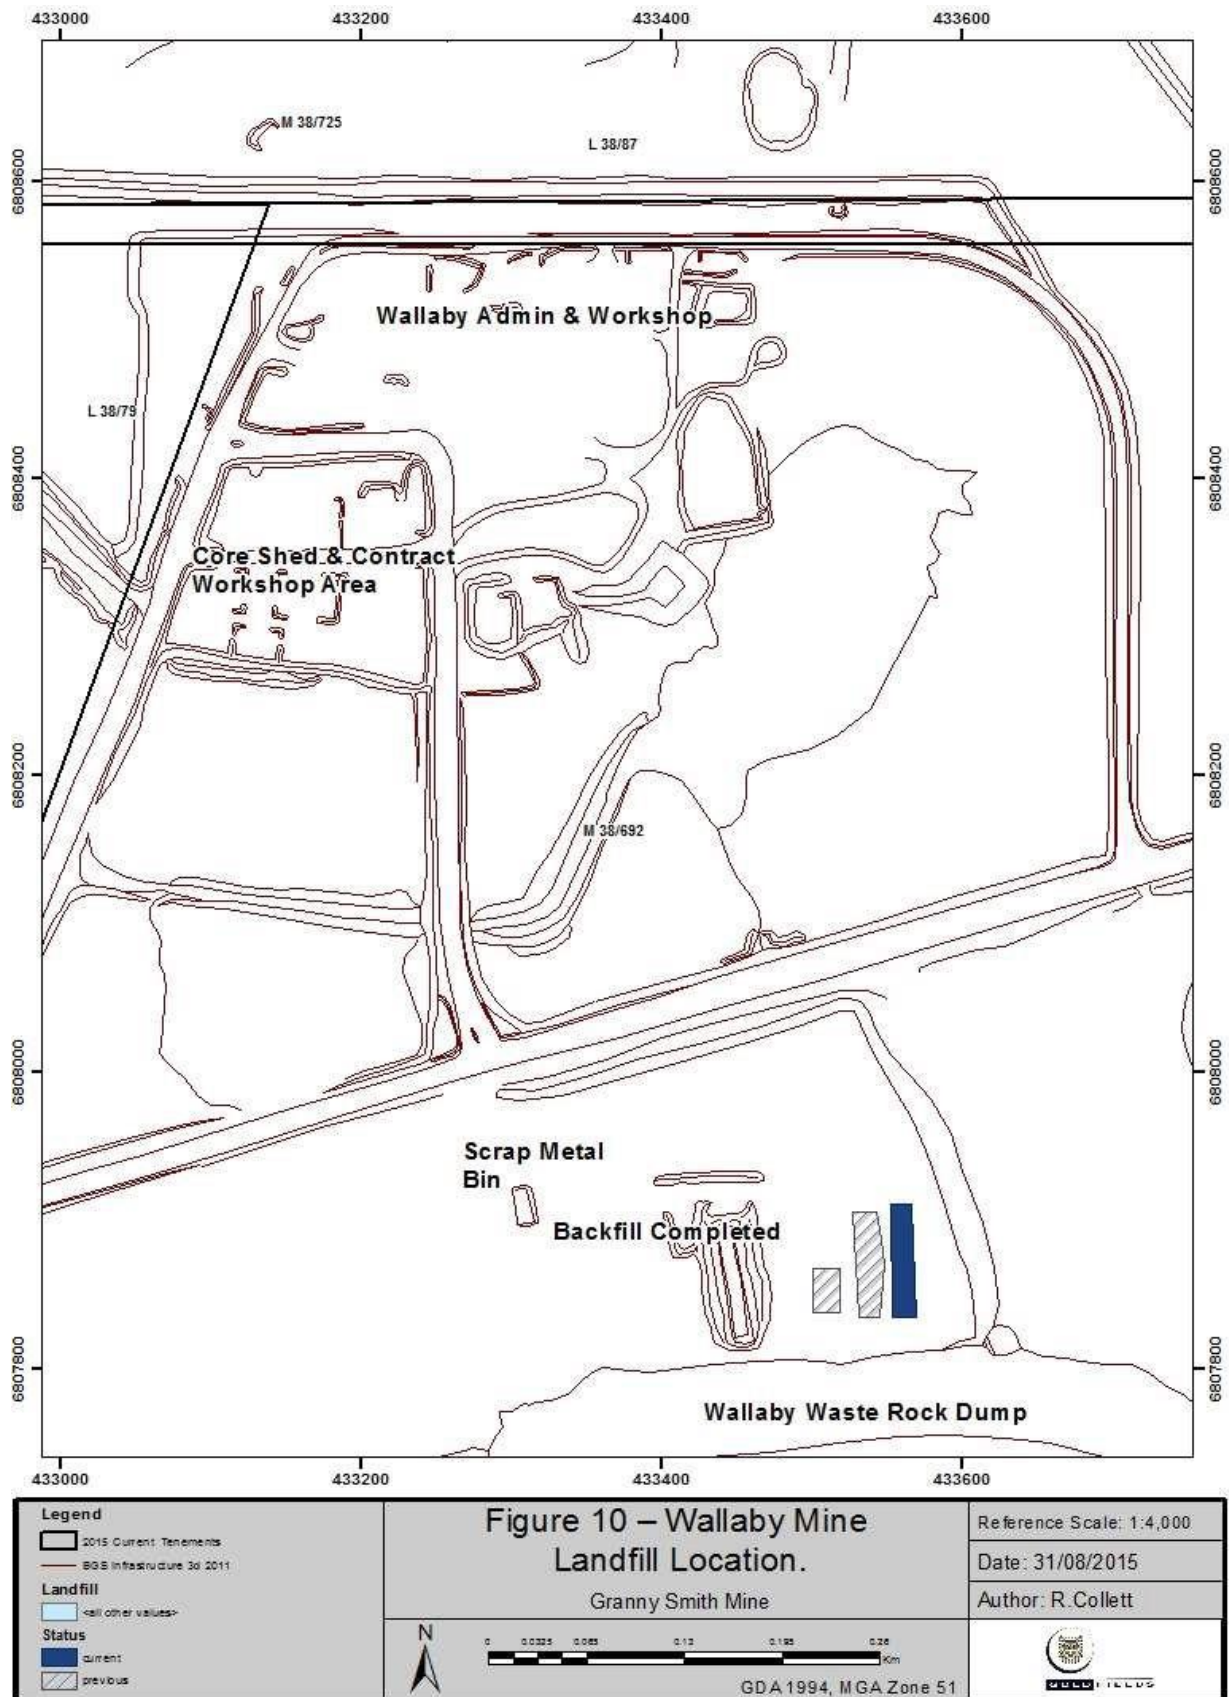 433000 433200 433400 433600
M 38/725
L 38/87
6808600 6808600
Wallaby Admin & Workshop
L 38/79
6808400 6808400
Core Shed & Contract
Workshop Area
6808200 6808200
M 38/692
6808000 6808000
Scrap Metal
Bin
Backfill Completed
6807800 6807800
Wallaby Waste Rock Dump
433000 433200 433400 433600
Legend
2015 Current Tenements
BGS Infrastructure 3d 2011
Landfill
<all other values>
Status
current
previous
Figure 10 – Wallaby Mine
Landfill Location.
Granny Smith Mine
N
0 0.0325 0.065 0.13 0.195 0.26
Km
GDA 1994, MGA Zone 51
Reference Scale: 1:4,000
Date: 31/08/2015
Author: R.Collett
GOLD FIELDS